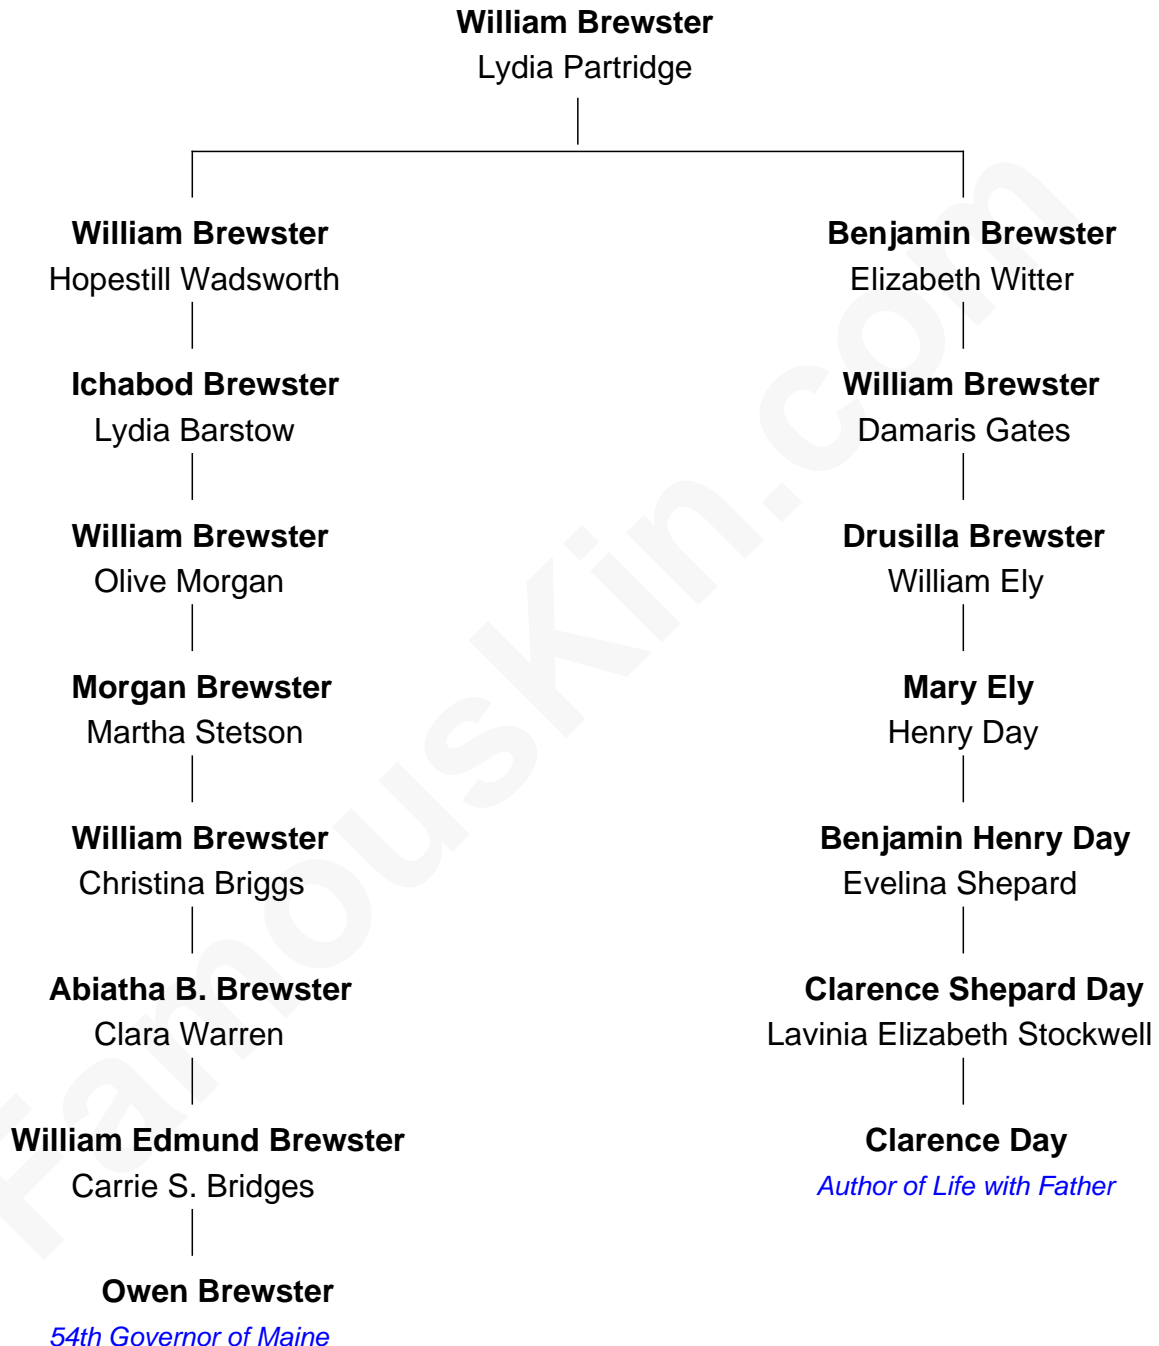 William Brewster
Lydia Partridge
William Brewster
Hopestill Wadsworth
Benjamin Brewster
Elizabeth Witter
Ichabod Brewster
Lydia Barstow
William Brewster
Damaris Gates
William Brewster
Olive Morgan
Drusilla Brewster
William Ely
Morgan Brewster
Martha Stetson
Mary Ely
Henry Day
William Brewster
Christina Briggs
Benjamin Henry Day
Evelina Shepard
Abiatha B. Brewster
Clara Warren
Clarence Shepard Day
Lavinia Elizabeth Stockwell
William Edmund Brewster
Carrie S. Bridges
Clarence Day
Author of Life with Father
Owen Brewster
54th Governor of Maine
FamousKin.com